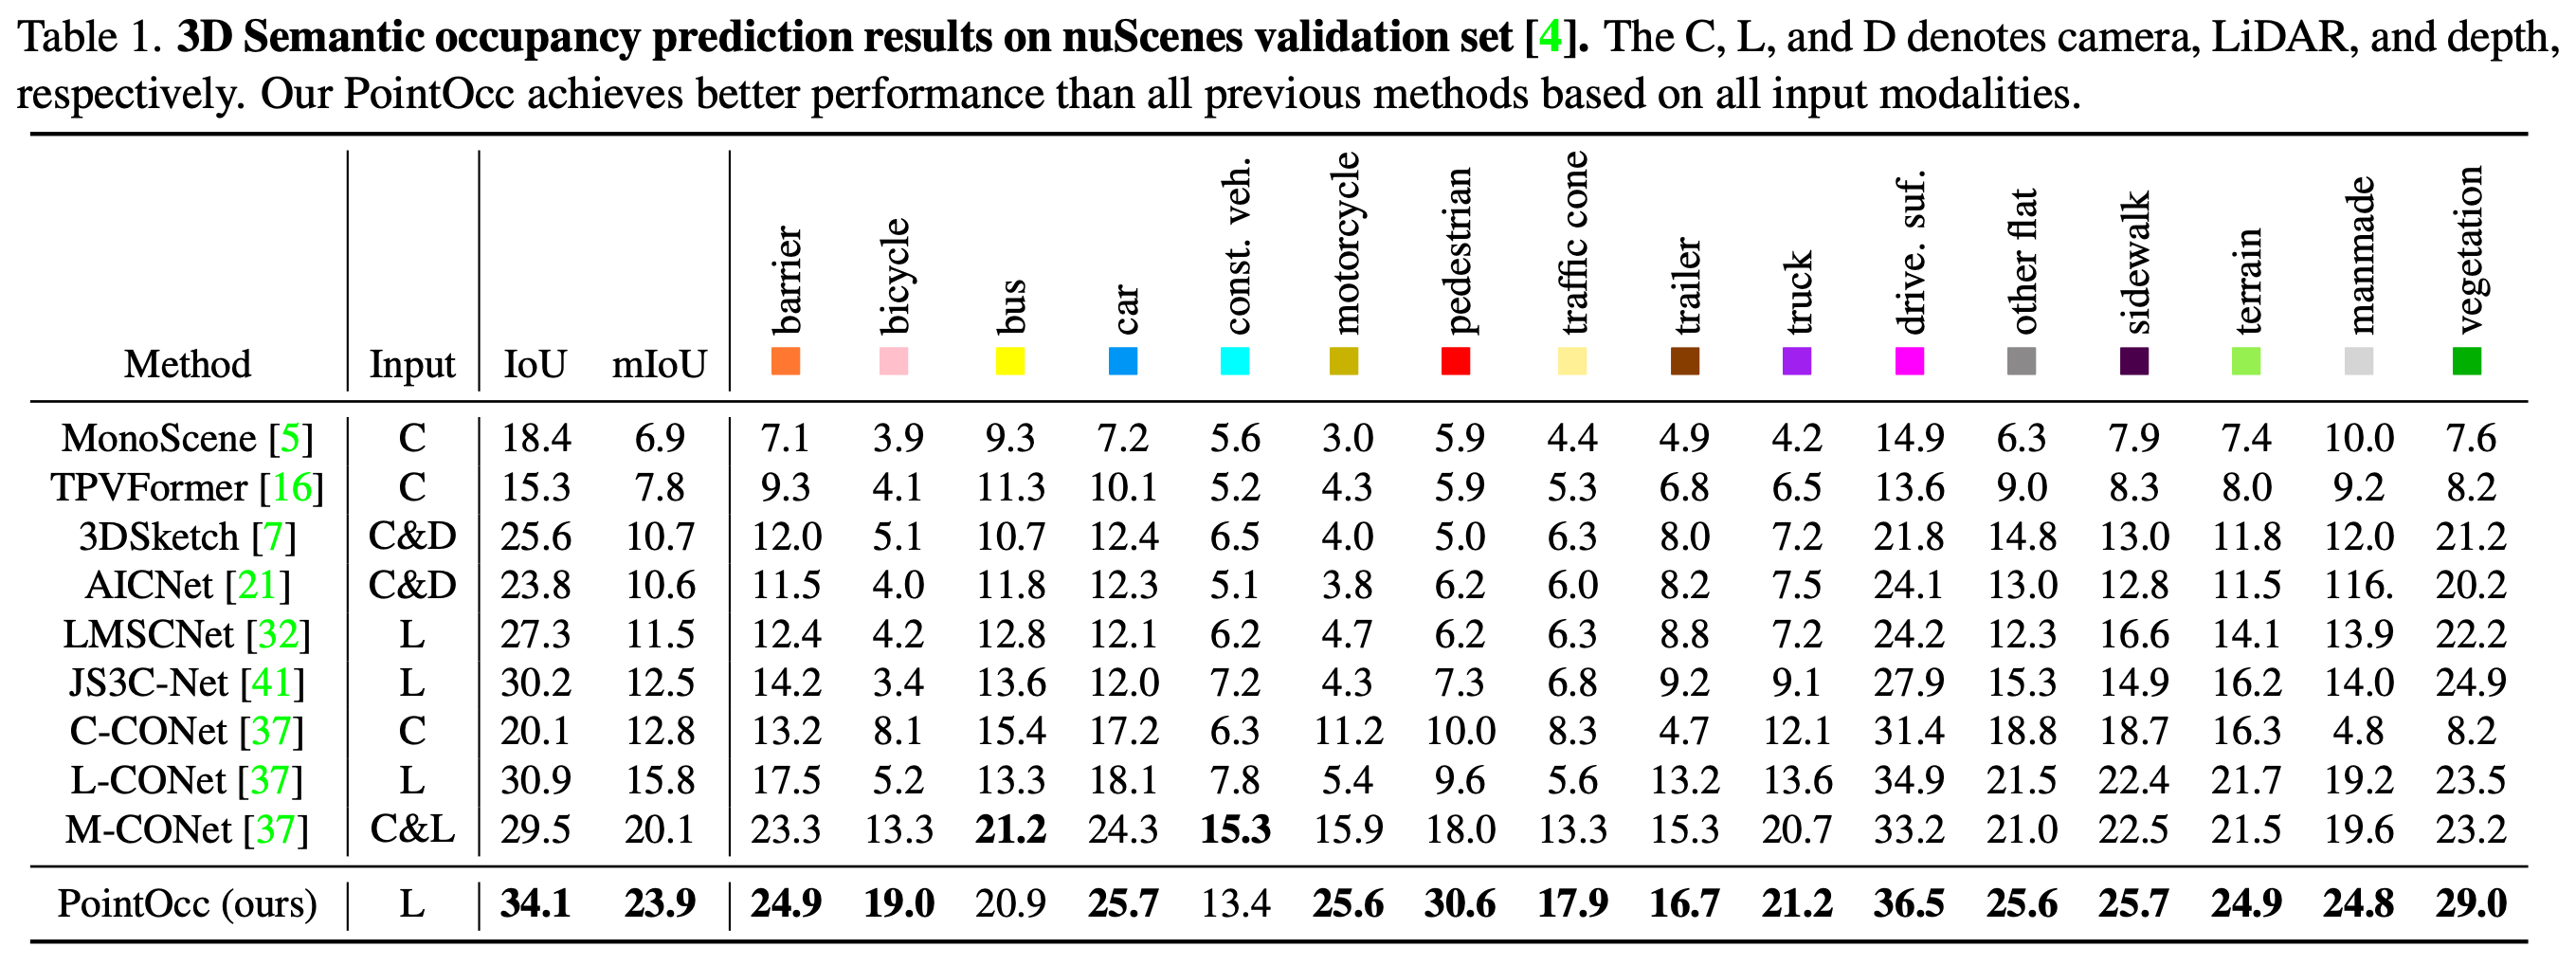 Table 1. 3D Semantic occupancy prediction results on nuScenes validation set [4]. The C, L, and D denotes camera, LiDAR, and depth,
respectively. Our PointOcc achieves better performance than all previous methods based on all input modalities.
Method Input IoU mIoU barrier bicycle bus car const. veh. motorcycle pedestrian traffic cone trailer truck drive. suf. other flat sidewalk terrain manmade vegetation
MonoScene [5] C 18.4 6.9 7.1 3.9 9.3 7.2 5.6 3.0 5.9 4.4 4.9 4.2 14.9 6.3 7.9 7.4 10.0 7.6
TPVFormer [16] C 15.3 7.8 9.3 4.1 11.3 10.1 5.2 4.3 5.9 5.3 6.8 6.5 13.6 9.0 8.3 8.0 9.2 8.2
3DSketch [7] C&D 25.6 10.7 12.0 5.1 10.7 12.4 6.5 4.0 5.0 6.3 8.0 7.2 21.8 14.8 13.0 11.8 12.0 21.2
AICNet [21] C&D 23.8 10.6 11.5 4.0 11.8 12.3 5.1 3.8 6.2 6.0 8.2 7.5 24.1 13.0 12.8 11.5 116. 20.2
LMSCNet [32] L 27.3 11.5 12.4 4.2 12.8 12.1 6.2 4.7 6.2 6.3 8.8 7.2 24.2 12.3 16.6 14.1 13.9 22.2
JS3C-Net [41] L 30.2 12.5 14.2 3.4 13.6 12.0 7.2 4.3 7.3 6.8 9.2 9.1 27.9 15.3 14.9 16.2 14.0 24.9
C-CONet [37] C 20.1 12.8 13.2 8.1 15.4 17.2 6.3 11.2 10.0 8.3 4.7 12.1 31.4 18.8 18.7 16.3 4.8 8.2
L-CONet [37] L 30.9 15.8 17.5 5.2 13.3 18.1 7.8 5.4 9.6 5.6 13.2 13.6 34.9 21.5 22.4 21.7 19.2 23.5
M-CONet [37] C&L 29.5 20.1 23.3 13.3 21.2 24.3 15.3 15.9 18.0 13.3 15.3 20.7 33.2 21.0 22.5 21.5 19.6 23.2
PointOcc (ours) L 34.1 23.9 24.9 19.0 20.9 25.7 13.4 25.6 30.6 17.9 16.7 21.2 36.5 25.6 25.7 24.9 24.8 29.0